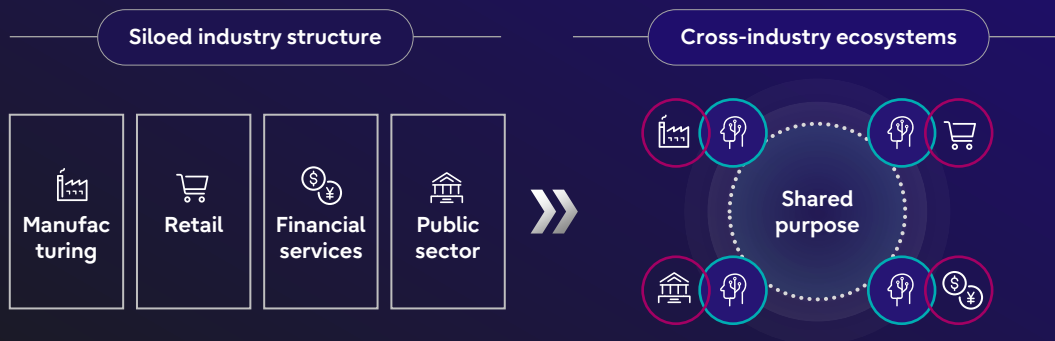 Siloed industry structure
Cross-industry ecosystems
Manufac
turing
Retail
Financial
services
Public
sector
Shared
purpose
$
¥
$
¥